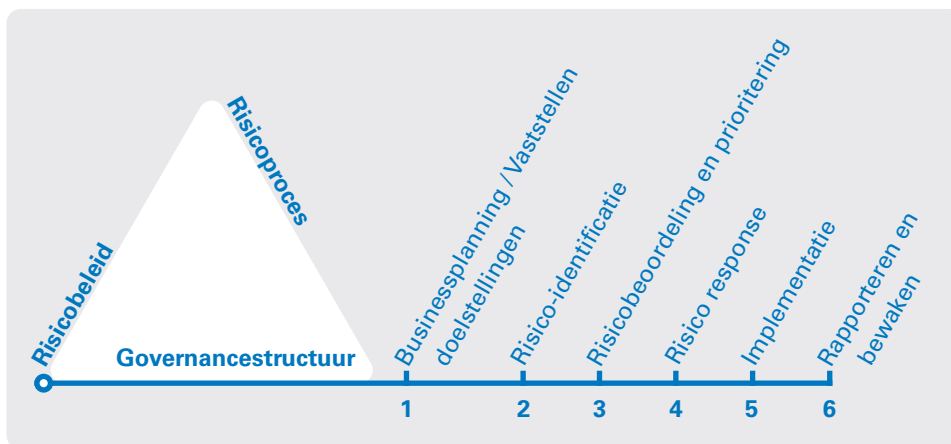 Risicobeleid
Risicoproces
Governancestructuur
Businessplanning / Vaststellen
doelstellingen
Risico-identificatie
Risicobeoordeling en prioritering
Risico response
Implementatie
Rapporteren en
bewaken
1
2
3
4
5
6